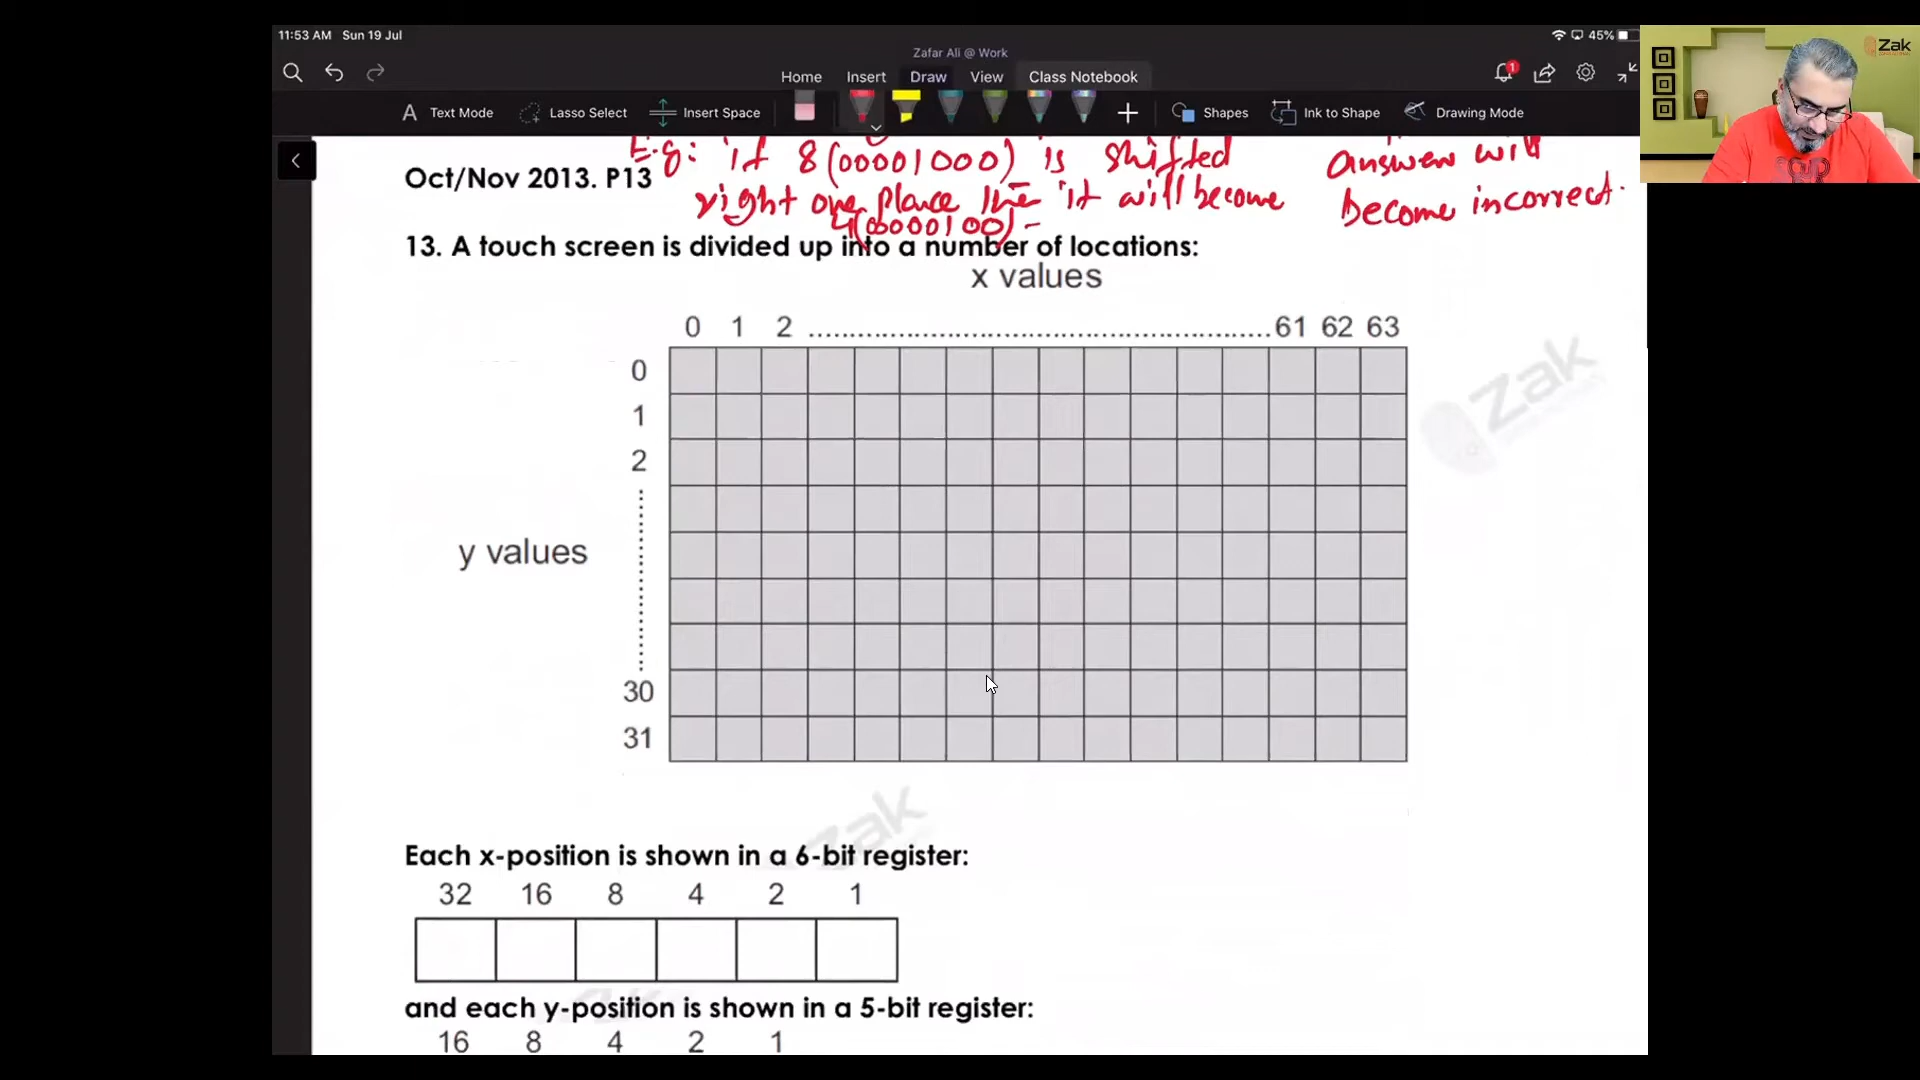 11:53 AM Sun 19 Jul
45%
Zafar Ali @ Work
Home Insert Draw View Class Notebook
1
Text Mode Lasso Select Insert Space Shapes Ink to Shape Drawing Mode
Zak
E.g: if 8(00001000) is shifted
right one place the it will become
4(00000100)
answer will
become incorrect.
Oct/Nov 2013. P13
13. A touch screen is divided up into a number of locations:
x values
0 1 2 ........ 61 62 63
0
1
2
y values
30
31
Zak
Zak
Each x-position is shown in a 6-bit register:
32 16 8 4 2 1
and each y-position is shown in a 5-bit register:
16 8 4 2 1